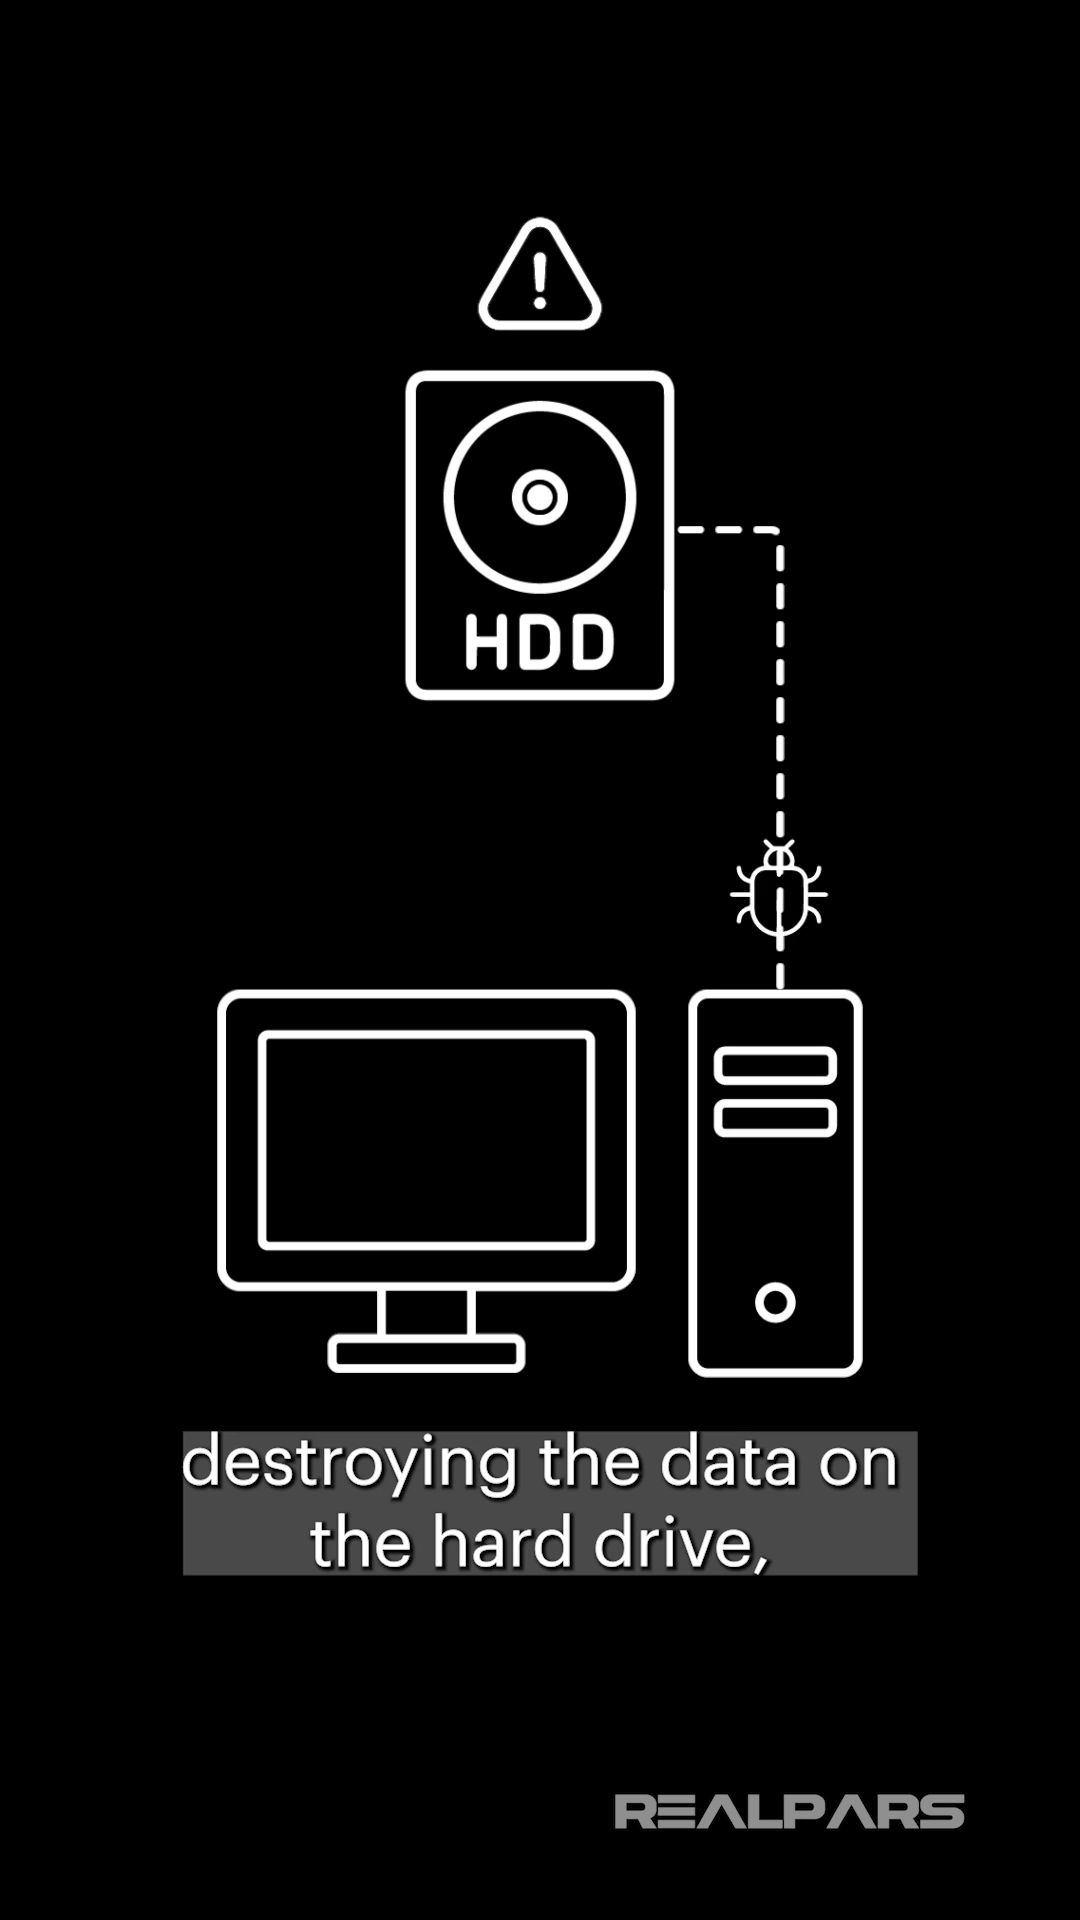 !
HDD
destroying the data on
the hard drive,
REALPARS